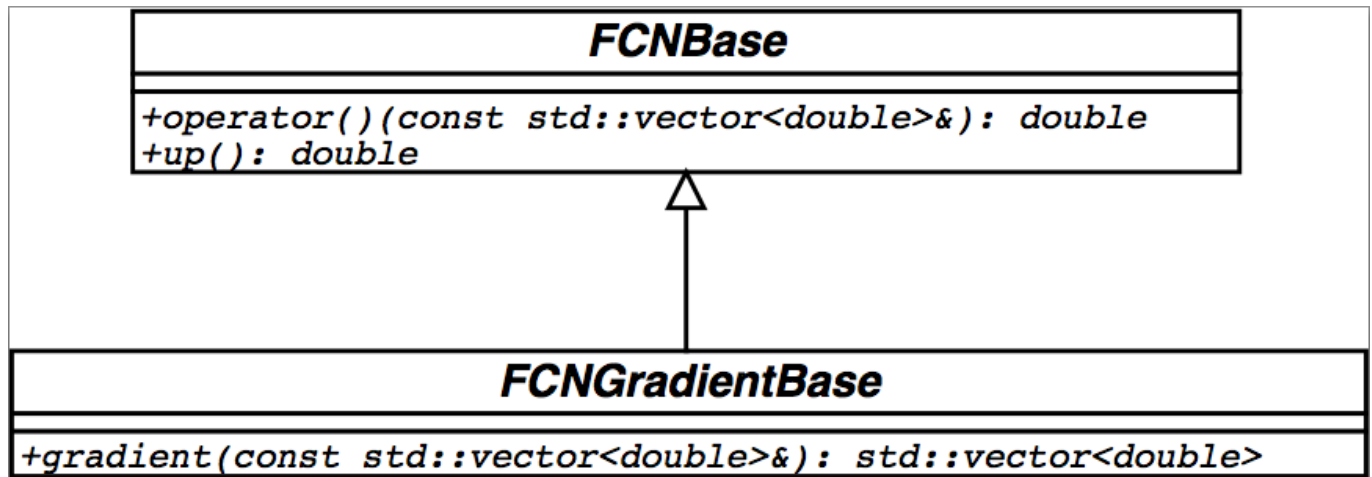 FCNBase
+operator()(const std::vector<double>&): double
+up(): double
FCNGradientBase
+gradient(const std::vector<double>&): std::vector<double>